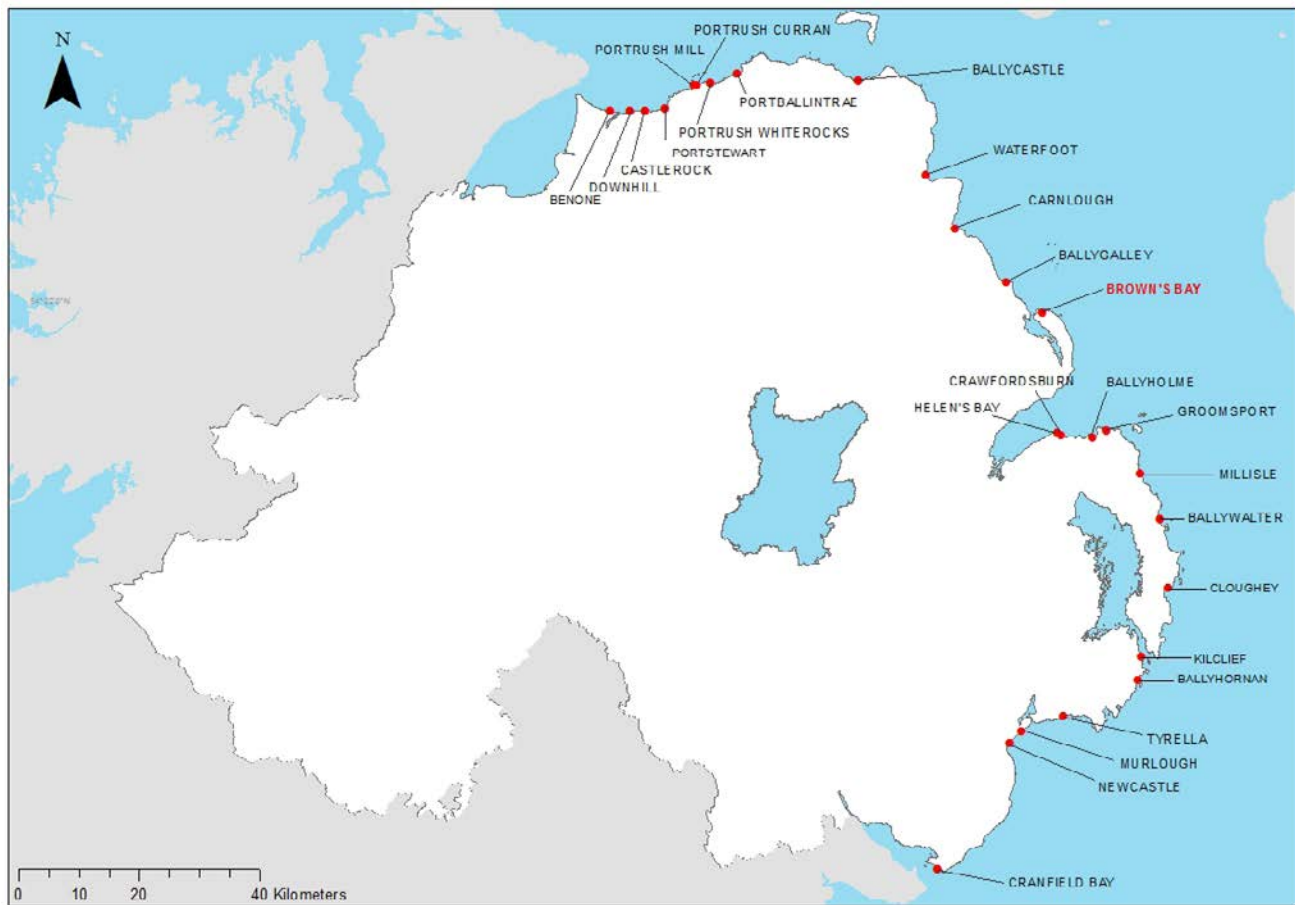 N
PORTRUSH CURRAN
PORTRUSH MILL
BALLYCASTLE
PORTBALLINTRAE
PORTRUSH WHITEROCKS
PORTSTEWART
CASTLEROCK
DOWNHILL
BENONE
WATERFOOT
CARNLOUGH
BALLYGALLEY
BROWN'S BAY
CRAWFORDSBURN
BALLYHOLME
HELEN'S BAY
GROOMSPORT
MILLISLE
BALLYWALTER
CLOUGHEY
KILCLIEF
BALLYHORNAN
TYRELLA
MURLOUGH
NEWCASTLE
CRANFIELD BAY
0 10 20 40 Kilometers